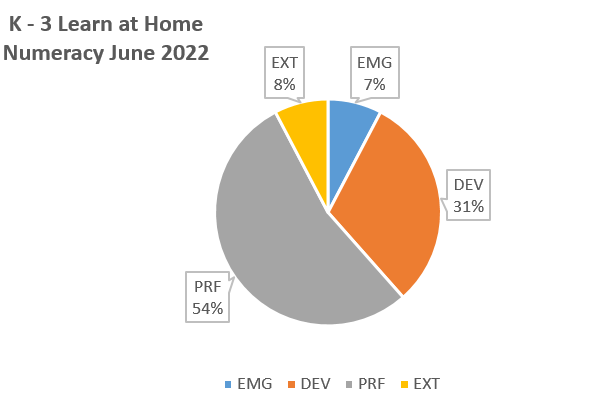 K - 3 Learn at Home
Numeracy June 2022
EXT
8%
EMG
7%
DEV
31%
PRF
54%
EMG DEV PRF EXT